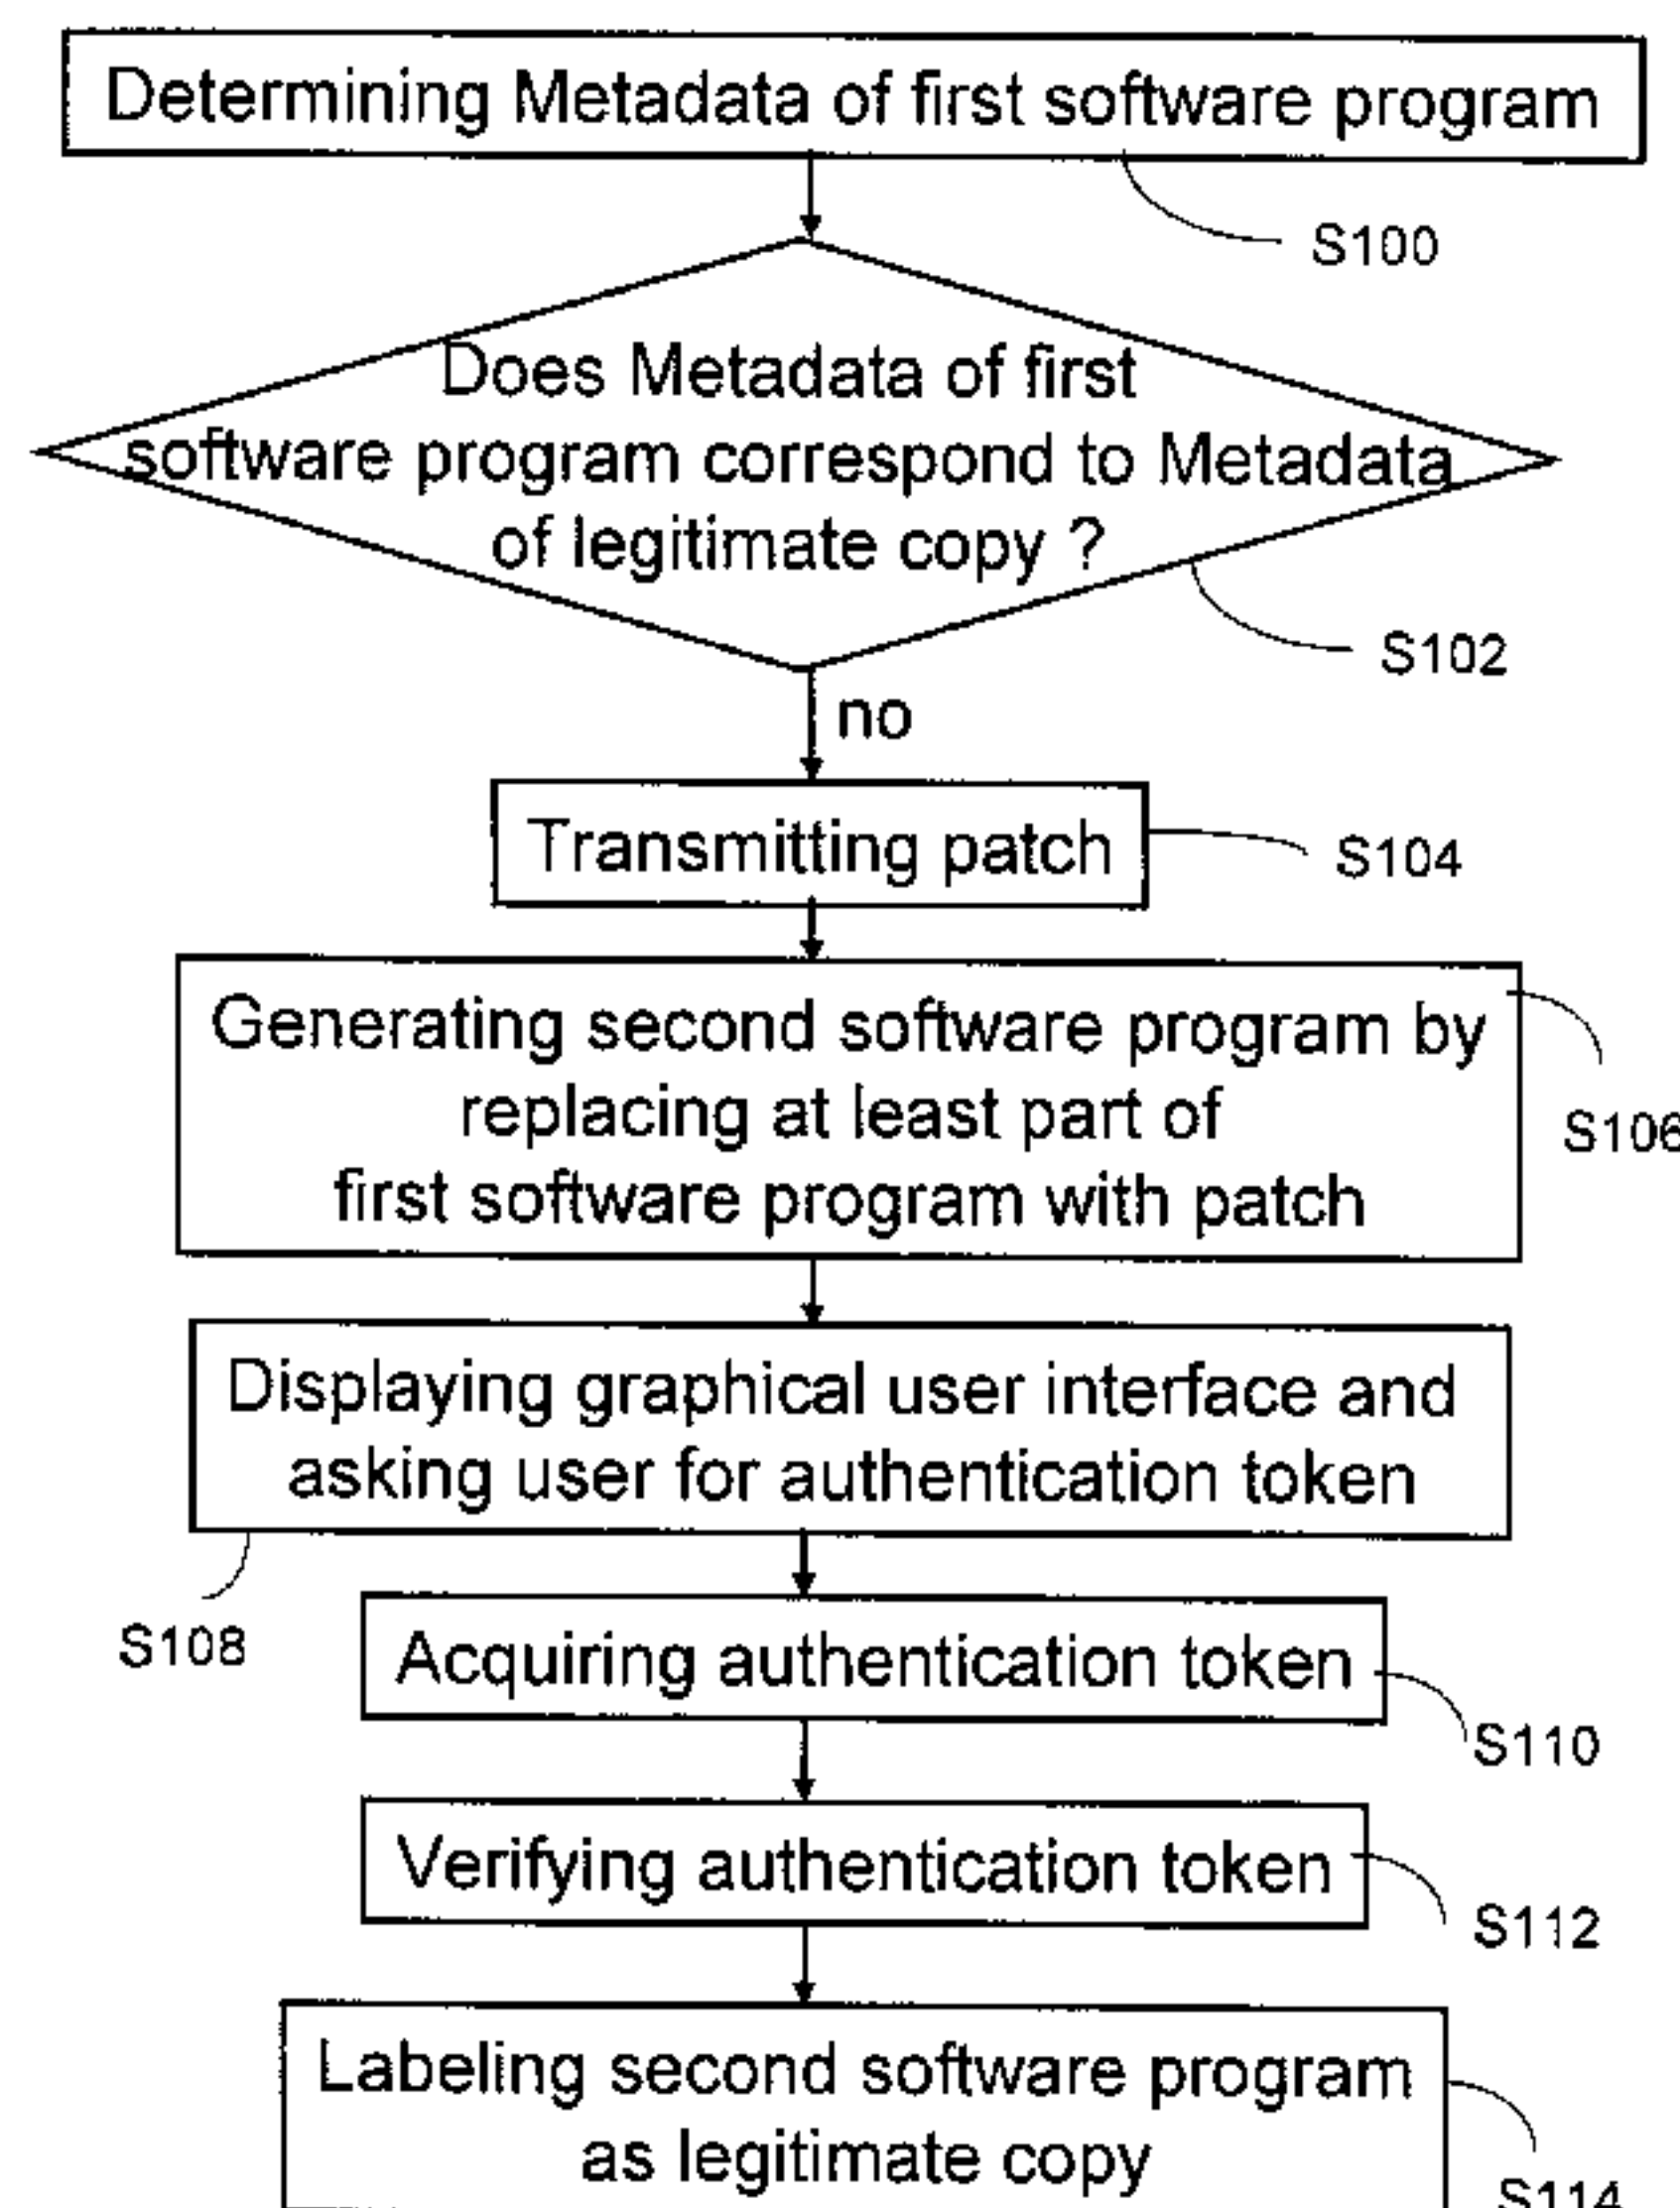 Determining Metadata of first software program
S100
Does Metadata of first
software program correspond to Metadata
of legitimate copy ?
S102
no
Transmitting patch
S104
Generating second software program by
replacing at least part of
first software program with patch
S106
Displaying graphical user interface and
asking user for authentication token
S108
Acquiring authentication token
S110
Verifying authentication token
S112
Labeling second software program
as legitimate copy
S114